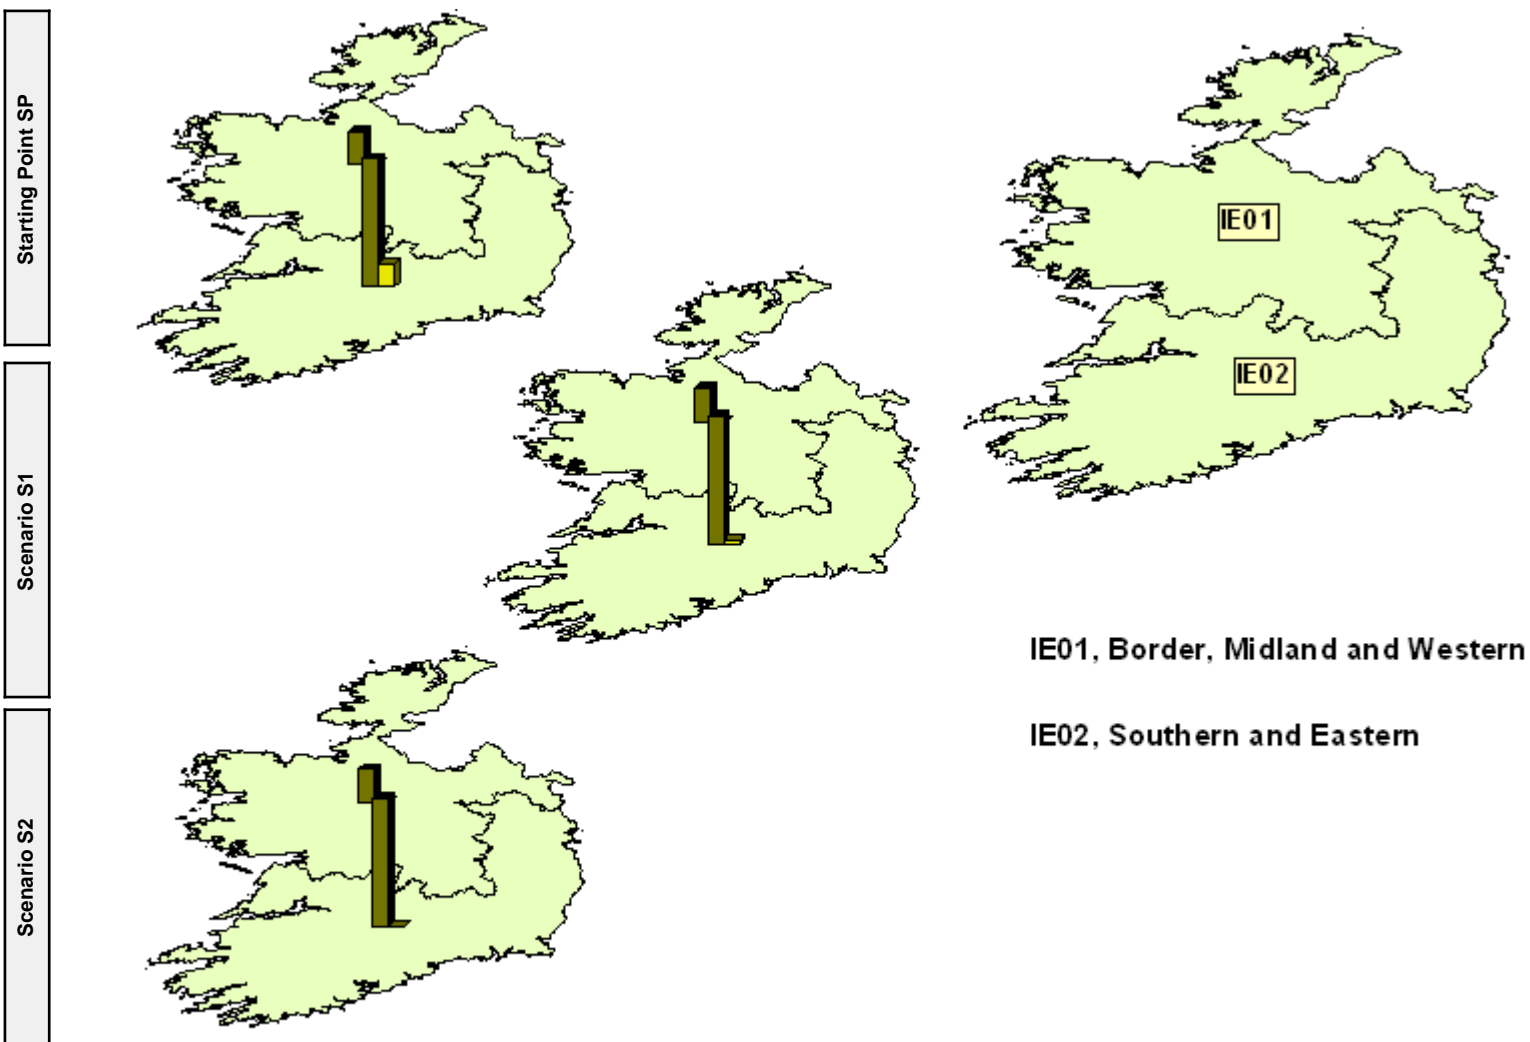 Starting Point SP
Scenario S1
Scenario S2
IE01
IE02
IE01, Border, Midland and Western
IE02, Southern and Eastern